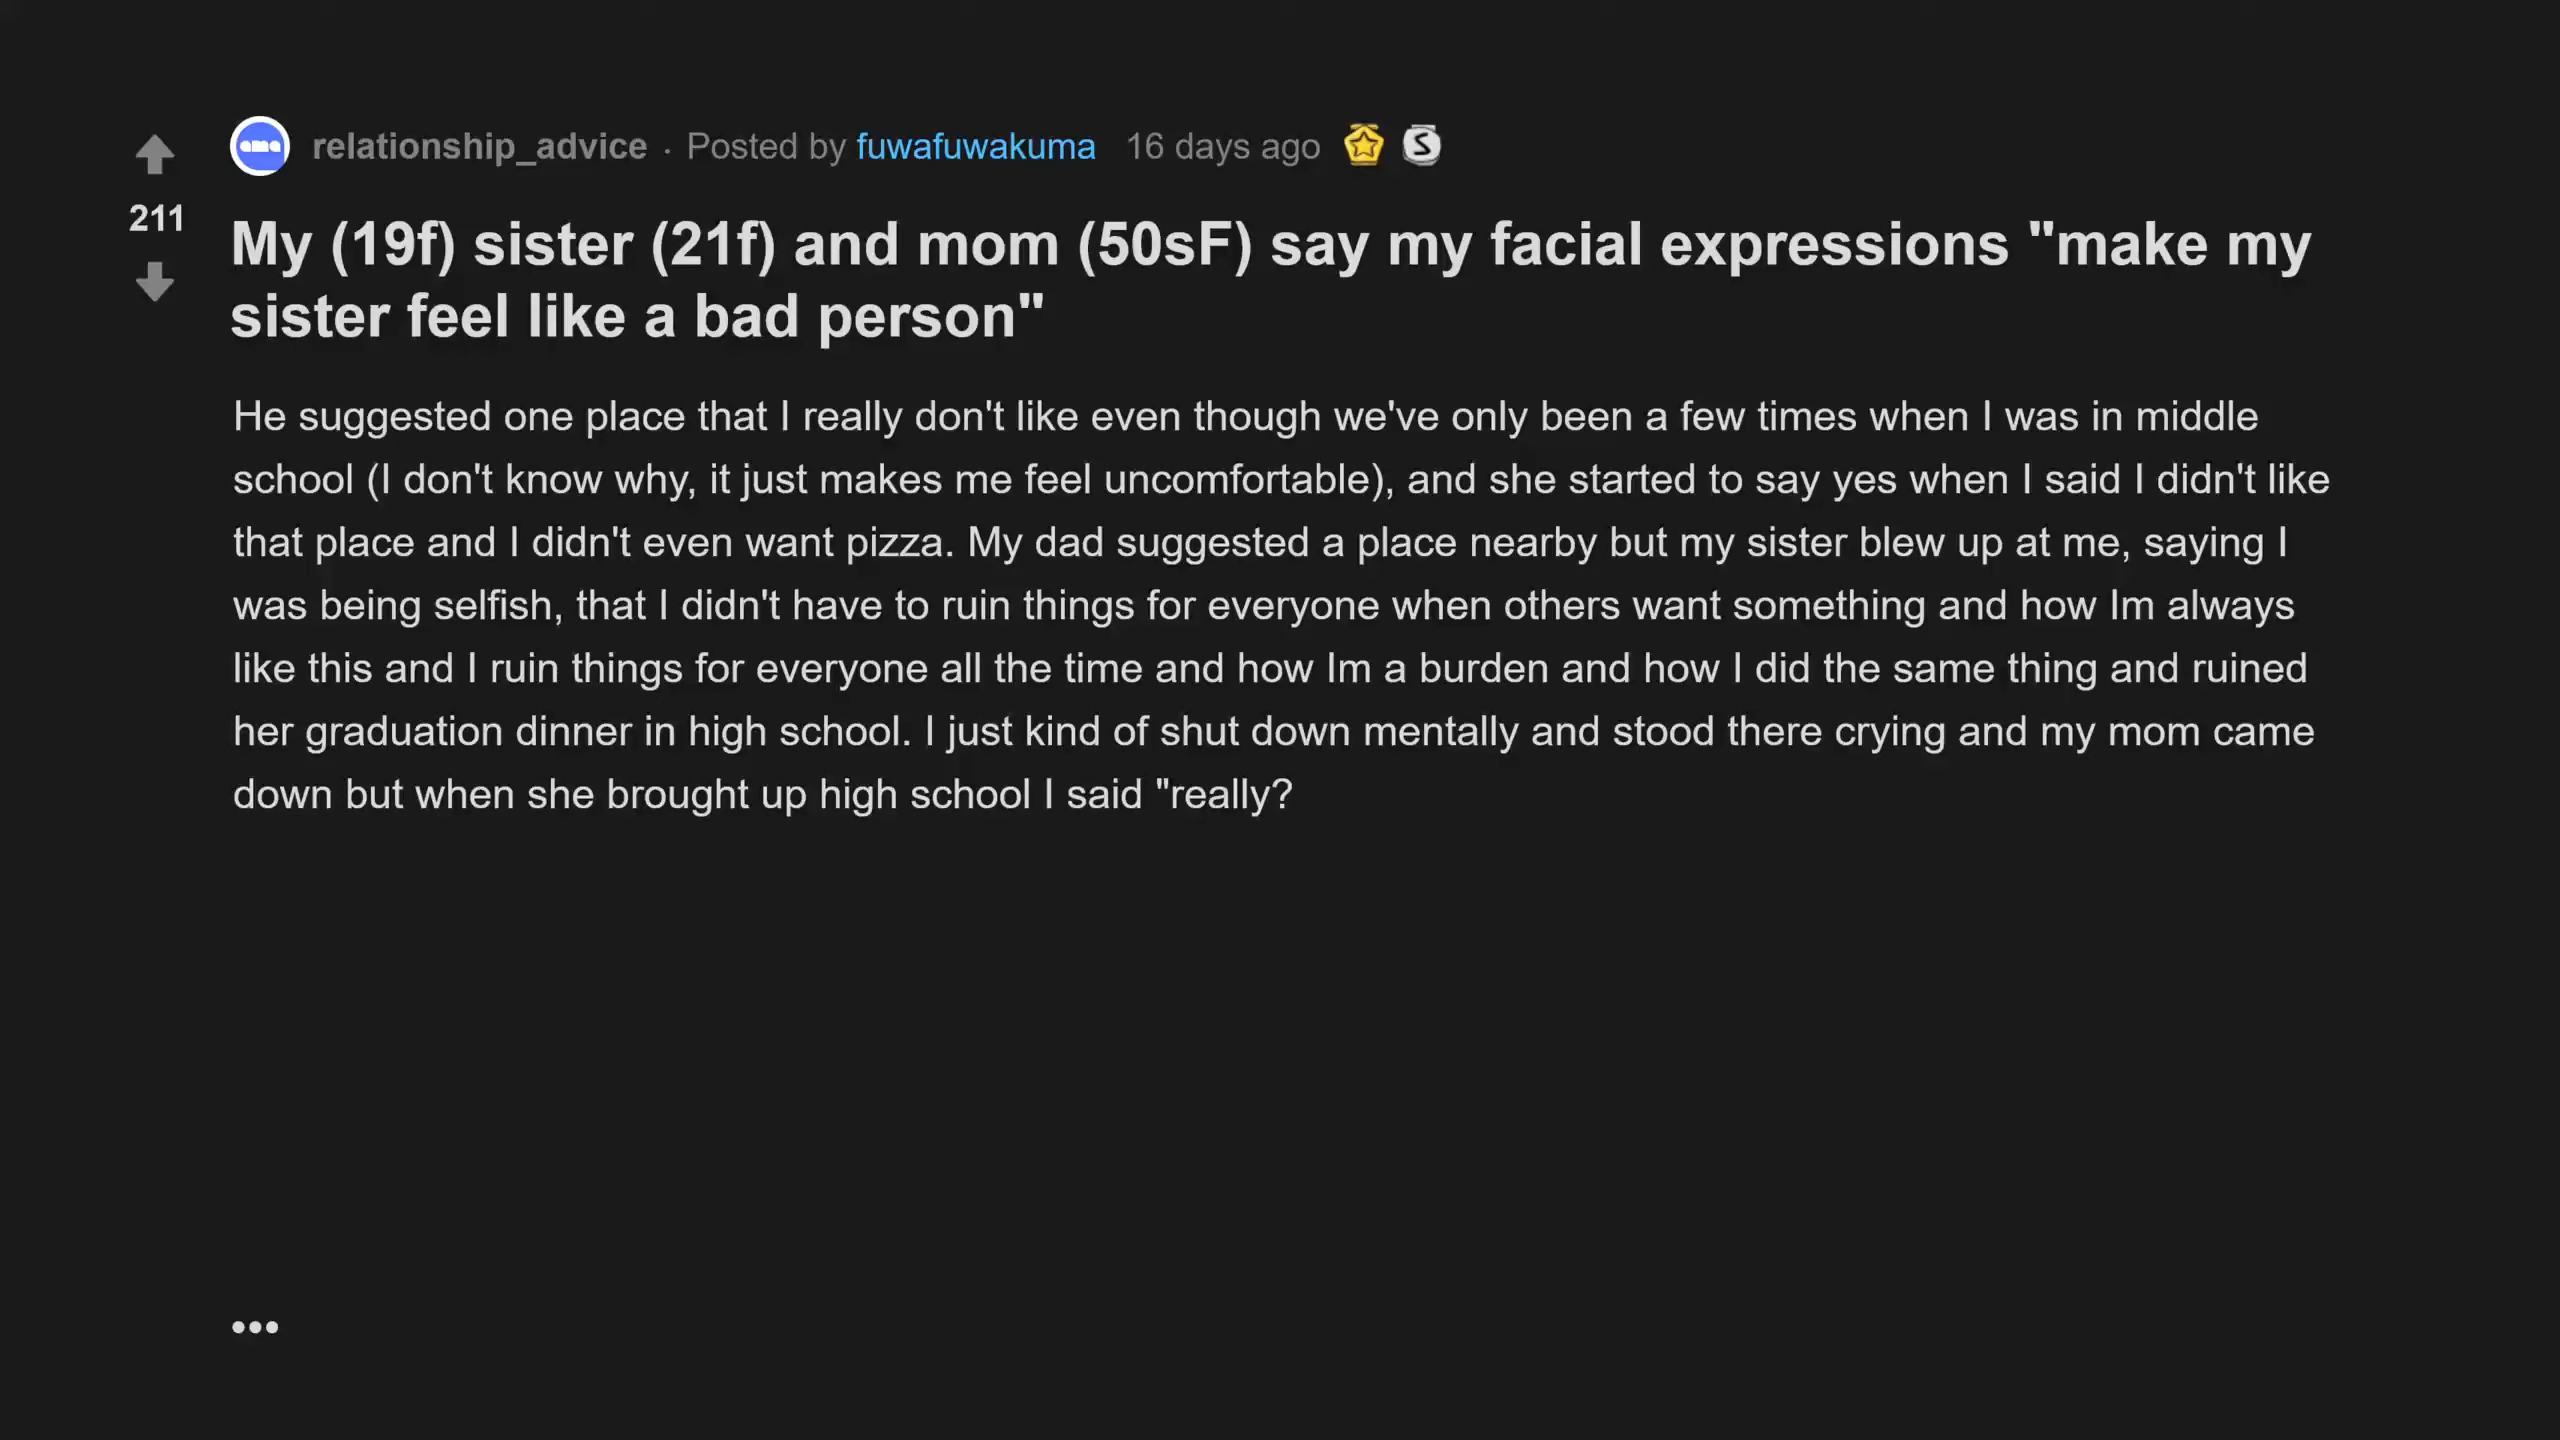 ama relationship_advice · Posted by fuwafuwakuma 16 days ago S
211
My (19f) sister (21f) and mom (50sF) say my facial expressions "make my
sister feel like a bad person"
He suggested one place that I really don't like even though we've only been a few times when I was in middle
school (I don't know why, it just makes me feel uncomfortable), and she started to say yes when I said I didn't like
that place and I didn't even want pizza. My dad suggested a place nearby but my sister blew up at me, saying I
was being selfish, that I didn't have to ruin things for everyone when others want something and how Im always
like this and I ruin things for everyone all the time and how Im a burden and how I did the same thing and ruined
her graduation dinner in high school. I just kind of shut down mentally and stood there crying and my mom came
down but when she brought up high school I said "really?
•••